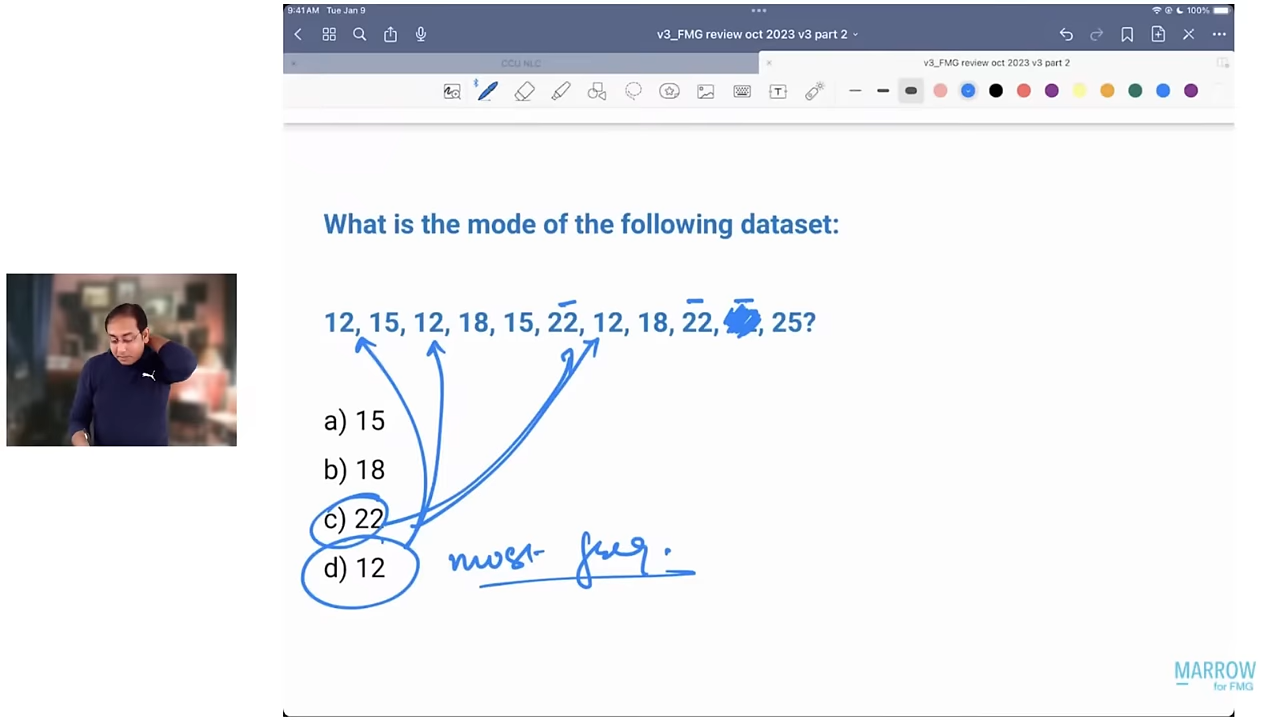 9:41 AM Tue Jan 9
100%
v3_FMG review oct 2023 v3 part 2
CCU NLC
v3_FMG review oct 2023 v3 part 2
What is the mode of the following dataset:
12, 15, 12, 18, 15, 22, 12, 18, 22, , 25?
a) 15
b) 18
c) 22
d) 12
most freq.
MARROW
for FMG